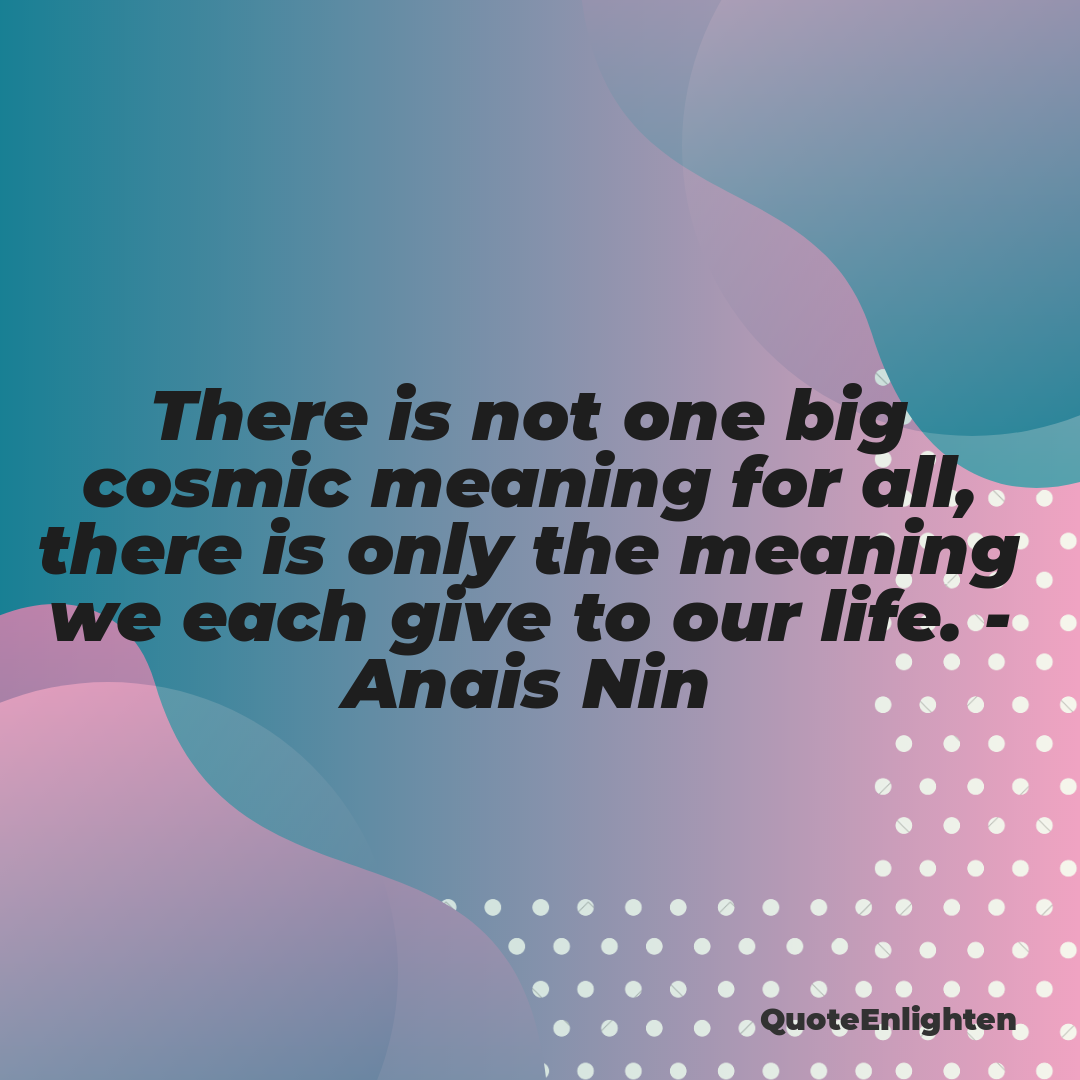 There is not one big
cosmic meaning for all,
there is only the meaning
we each give to our life. -
Anais Nin
QuoteEnlighten